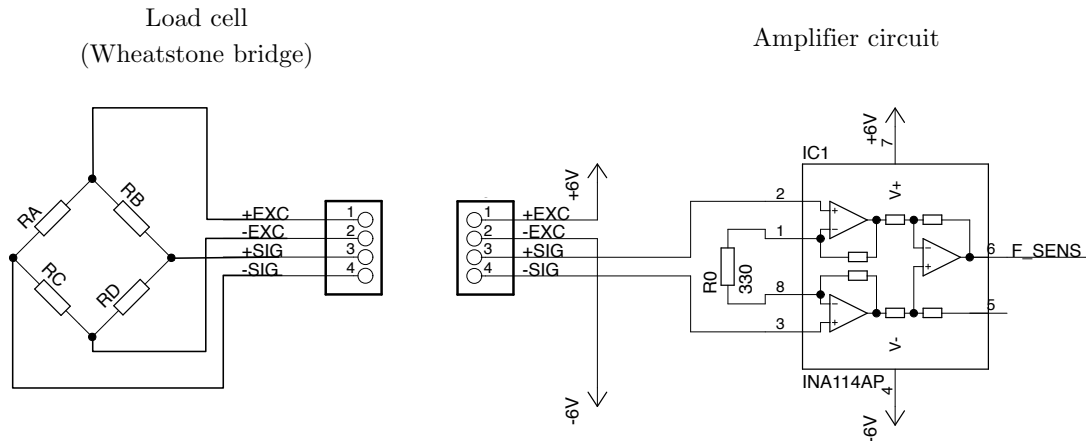 Load cell
(Wheatstone bridge)
Amplifier circuit
RA
RB
RC
RD
+EXC 1
-EXC 2
+SIG 3
-SIG 4
1 +EXC
2 -EXC
3 +SIG
4 -SIG
+6V
-6V
R0
330
2
1
8
3
IC1
+6V
7
V+
V-
6 F_SENS
5
INA114AP
4
-6V